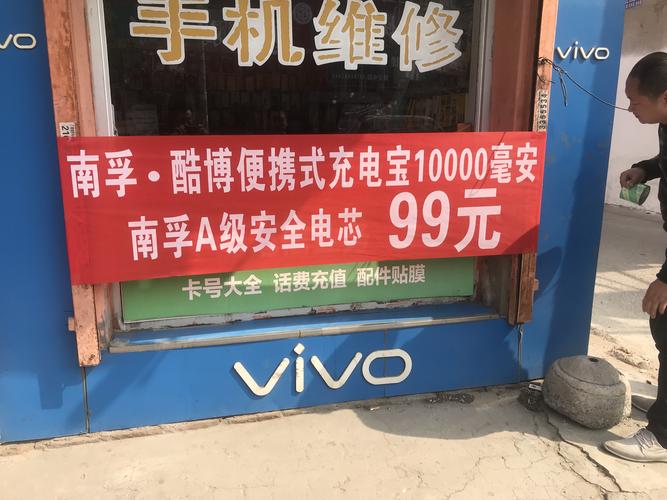 手机维修
vivo
vivo
南孚·酷博便携式充电宝10000毫安
南孚A级安全电芯 99元
卡号大全 话费充值 配件贴膜
vivo